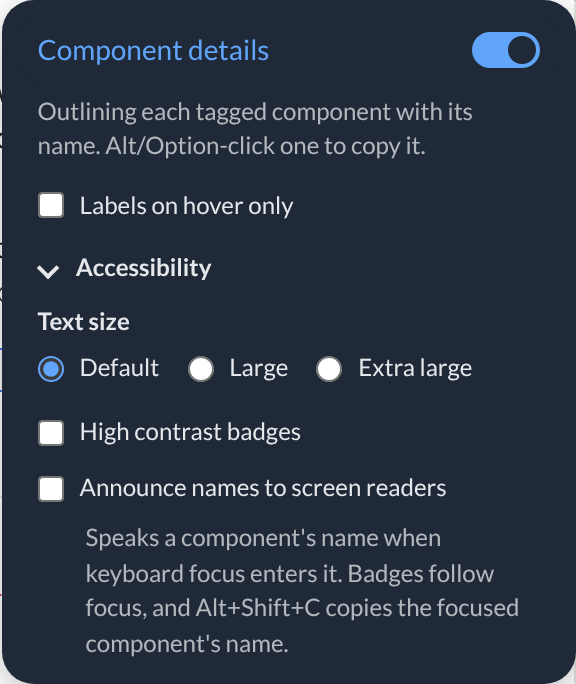 Component details
Outlining each tagged component with its
name. Alt/Option-click one to copy it.
Labels on hover only
Accessibility
Text size
Default Large Extra large
High contrast badges
Announce names to screen readers
Speaks a component's name when
keyboard focus enters it. Badges follow
focus, and Alt+Shift+C copies the focused
component's name.